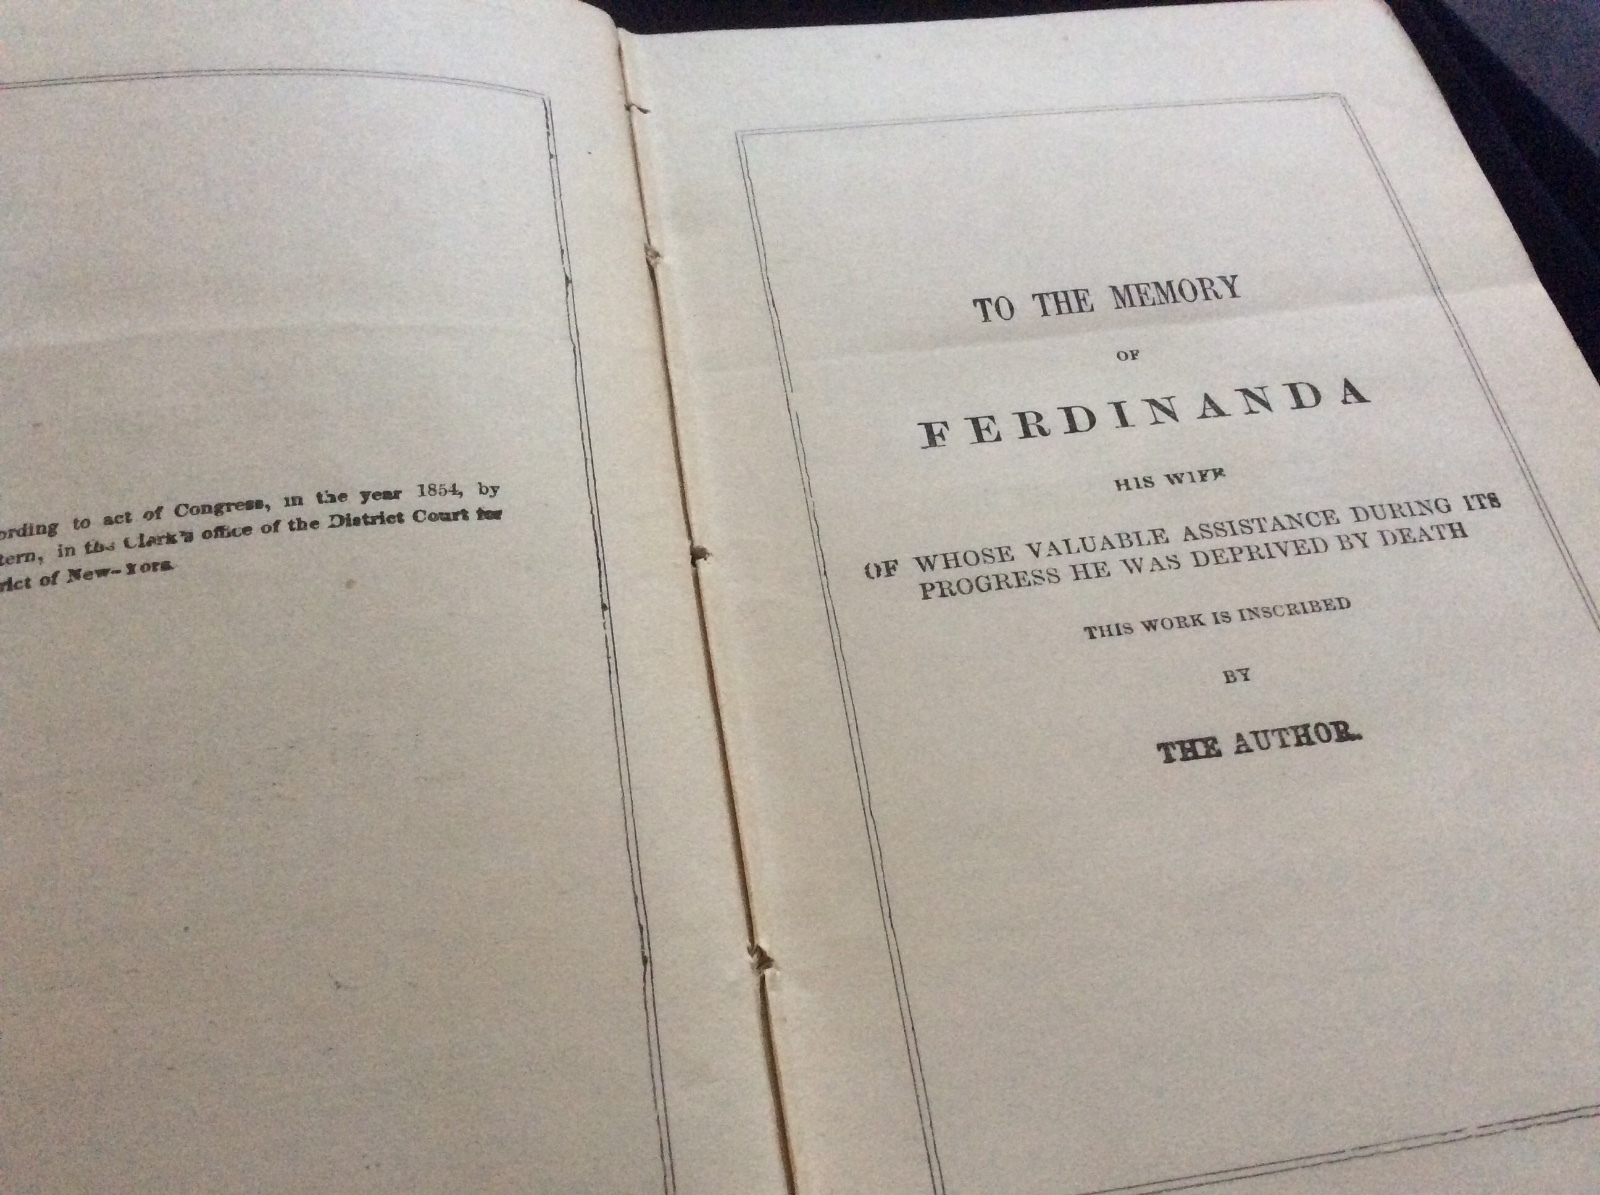 ording to act of Congress, in the year 1854, by
tern, in the Clerk's office of the District Court for
rict of New-York
TO THE MEMORY
OF
FERDINANDA
HIS WIFE
OF WHOSE VALUABLE ASSISTANCE DURING ITS
PROGRESS HE WAS DEPRIVED BY DEATH
THIS WORK IS INSCRIBED
BY
THE AUTHOR.